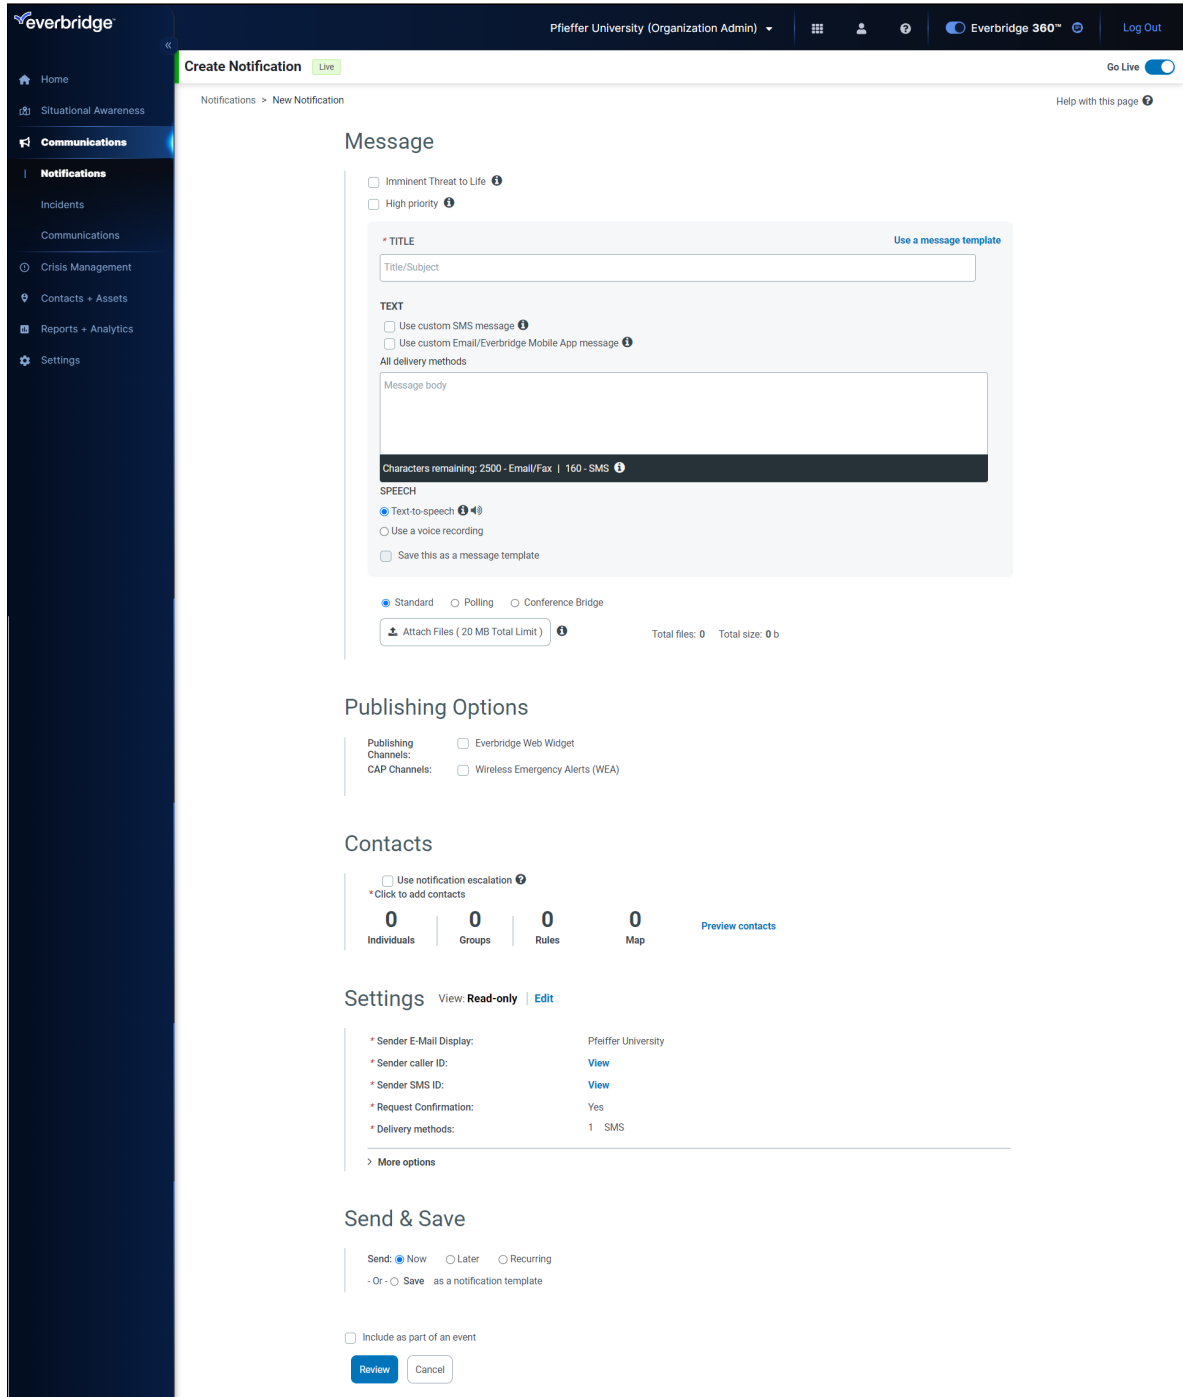 everbridge
Pfieffer University (Organization Admin)
Everbridge 360™
Log Out
«
Home
Situational Awareness
Communications
Notifications
Incidents
Communications
Crisis Management
Contacts + Assets
Reports + Analytics
Settings
Create Notification Live
Go Live
Notifications > New Notification
Help with this page
Message
Imminent Threat to Life
High priority
* TITLE
Use a message template
Title/Subject
TEXT
Use custom SMS message
Use custom Email/Everbridge Mobile App message
All delivery methods
Message body
Characters remaining: 2500 - Email/Fax | 160 - SMS
SPEECH
Text-to-speech
Use a voice recording
Save this as a message template
Standard Polling Conference Bridge
Attach Files ( 20 MB Total Limit )
Total files: 0 Total size: 0 b
Publishing Options
Publishing Channels:
Everbridge Web Widget
CAP Channels:
Wireless Emergency Alerts (WEA)
Contacts
Use notification escalation
* Click to add contacts
0 0 0 0
Individuals Groups Rules Map
Preview contacts
Settings View: Read-only | Edit
* Sender E-Mail Display: Pfeiffer University
* Sender caller ID: View
* Sender SMS ID: View
* Request Confirmation: Yes
* Delivery methods: 1 SMS
> More options
Send & Save
Send: Now Later Recurring
- Or - Save as a notification template
Include as part of an event
Review Cancel